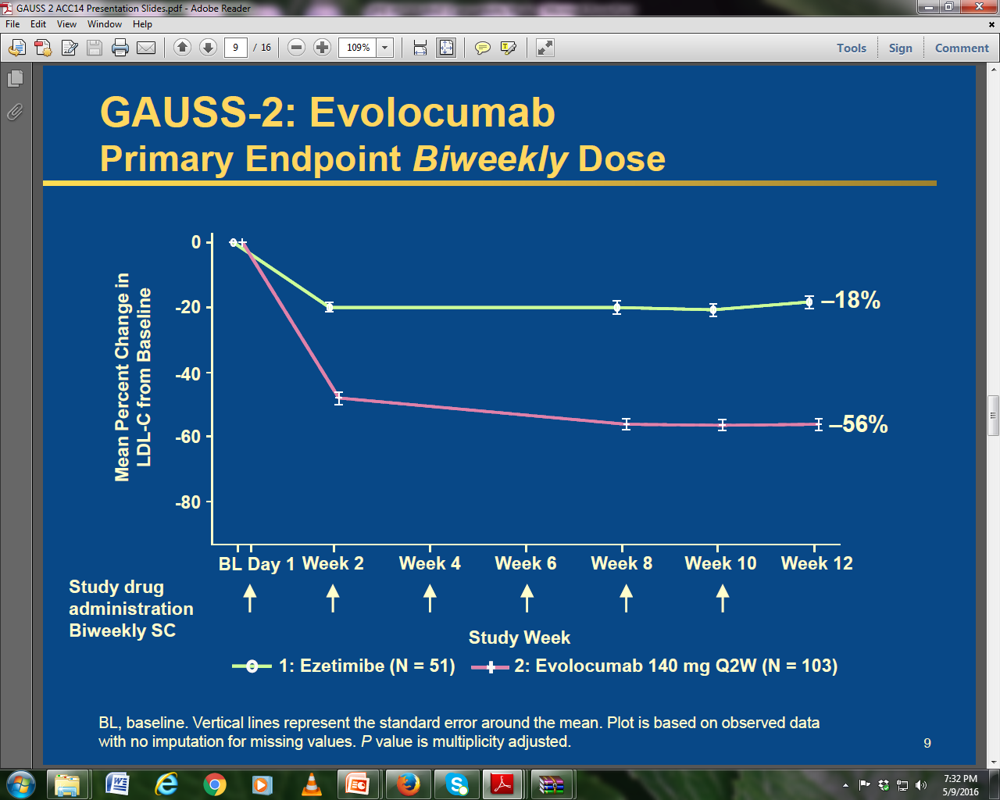 GAUSS 2 ACC14 Presentation Slides.pdf - Adobe Reader
File Edit View Window Help
9 / 16 109% Tools Sign Comment
GAUSS-2: Evolocumab
Primary Endpoint Biweekly Dose
Mean Percent Change in
LDL-C from Baseline
0
-20
-40
-60
-80
–18%
–56%
BL Day 1 Week 2 Week 4 Week 6 Week 8 Week 10 Week 12
Study drug
administration
Biweekly SC
Study Week
1: Ezetimibe (N = 51) 2: Evolocumab 140 mg Q2W (N = 103)
BL, baseline. Vertical lines represent the standard error around the mean. Plot is based on observed data
with no imputation for missing values. P value is multiplicity adjusted.
9
7:32 PM
5/9/2016